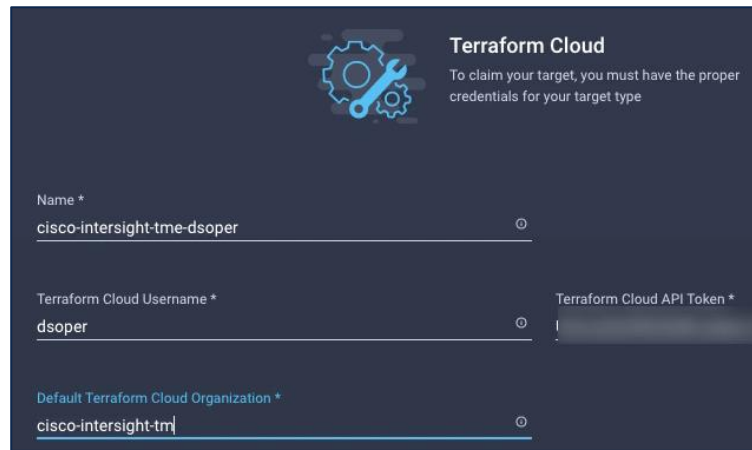 Terraform Cloud
To claim your target, you must have the proper
credentials for your target type
Name *
cisco-intersight-tme-dsoper
Terraform Cloud Username *
Terraform Cloud API Token *
dsoper
Default Terraform Cloud Organization *
cisco-intersight-tm